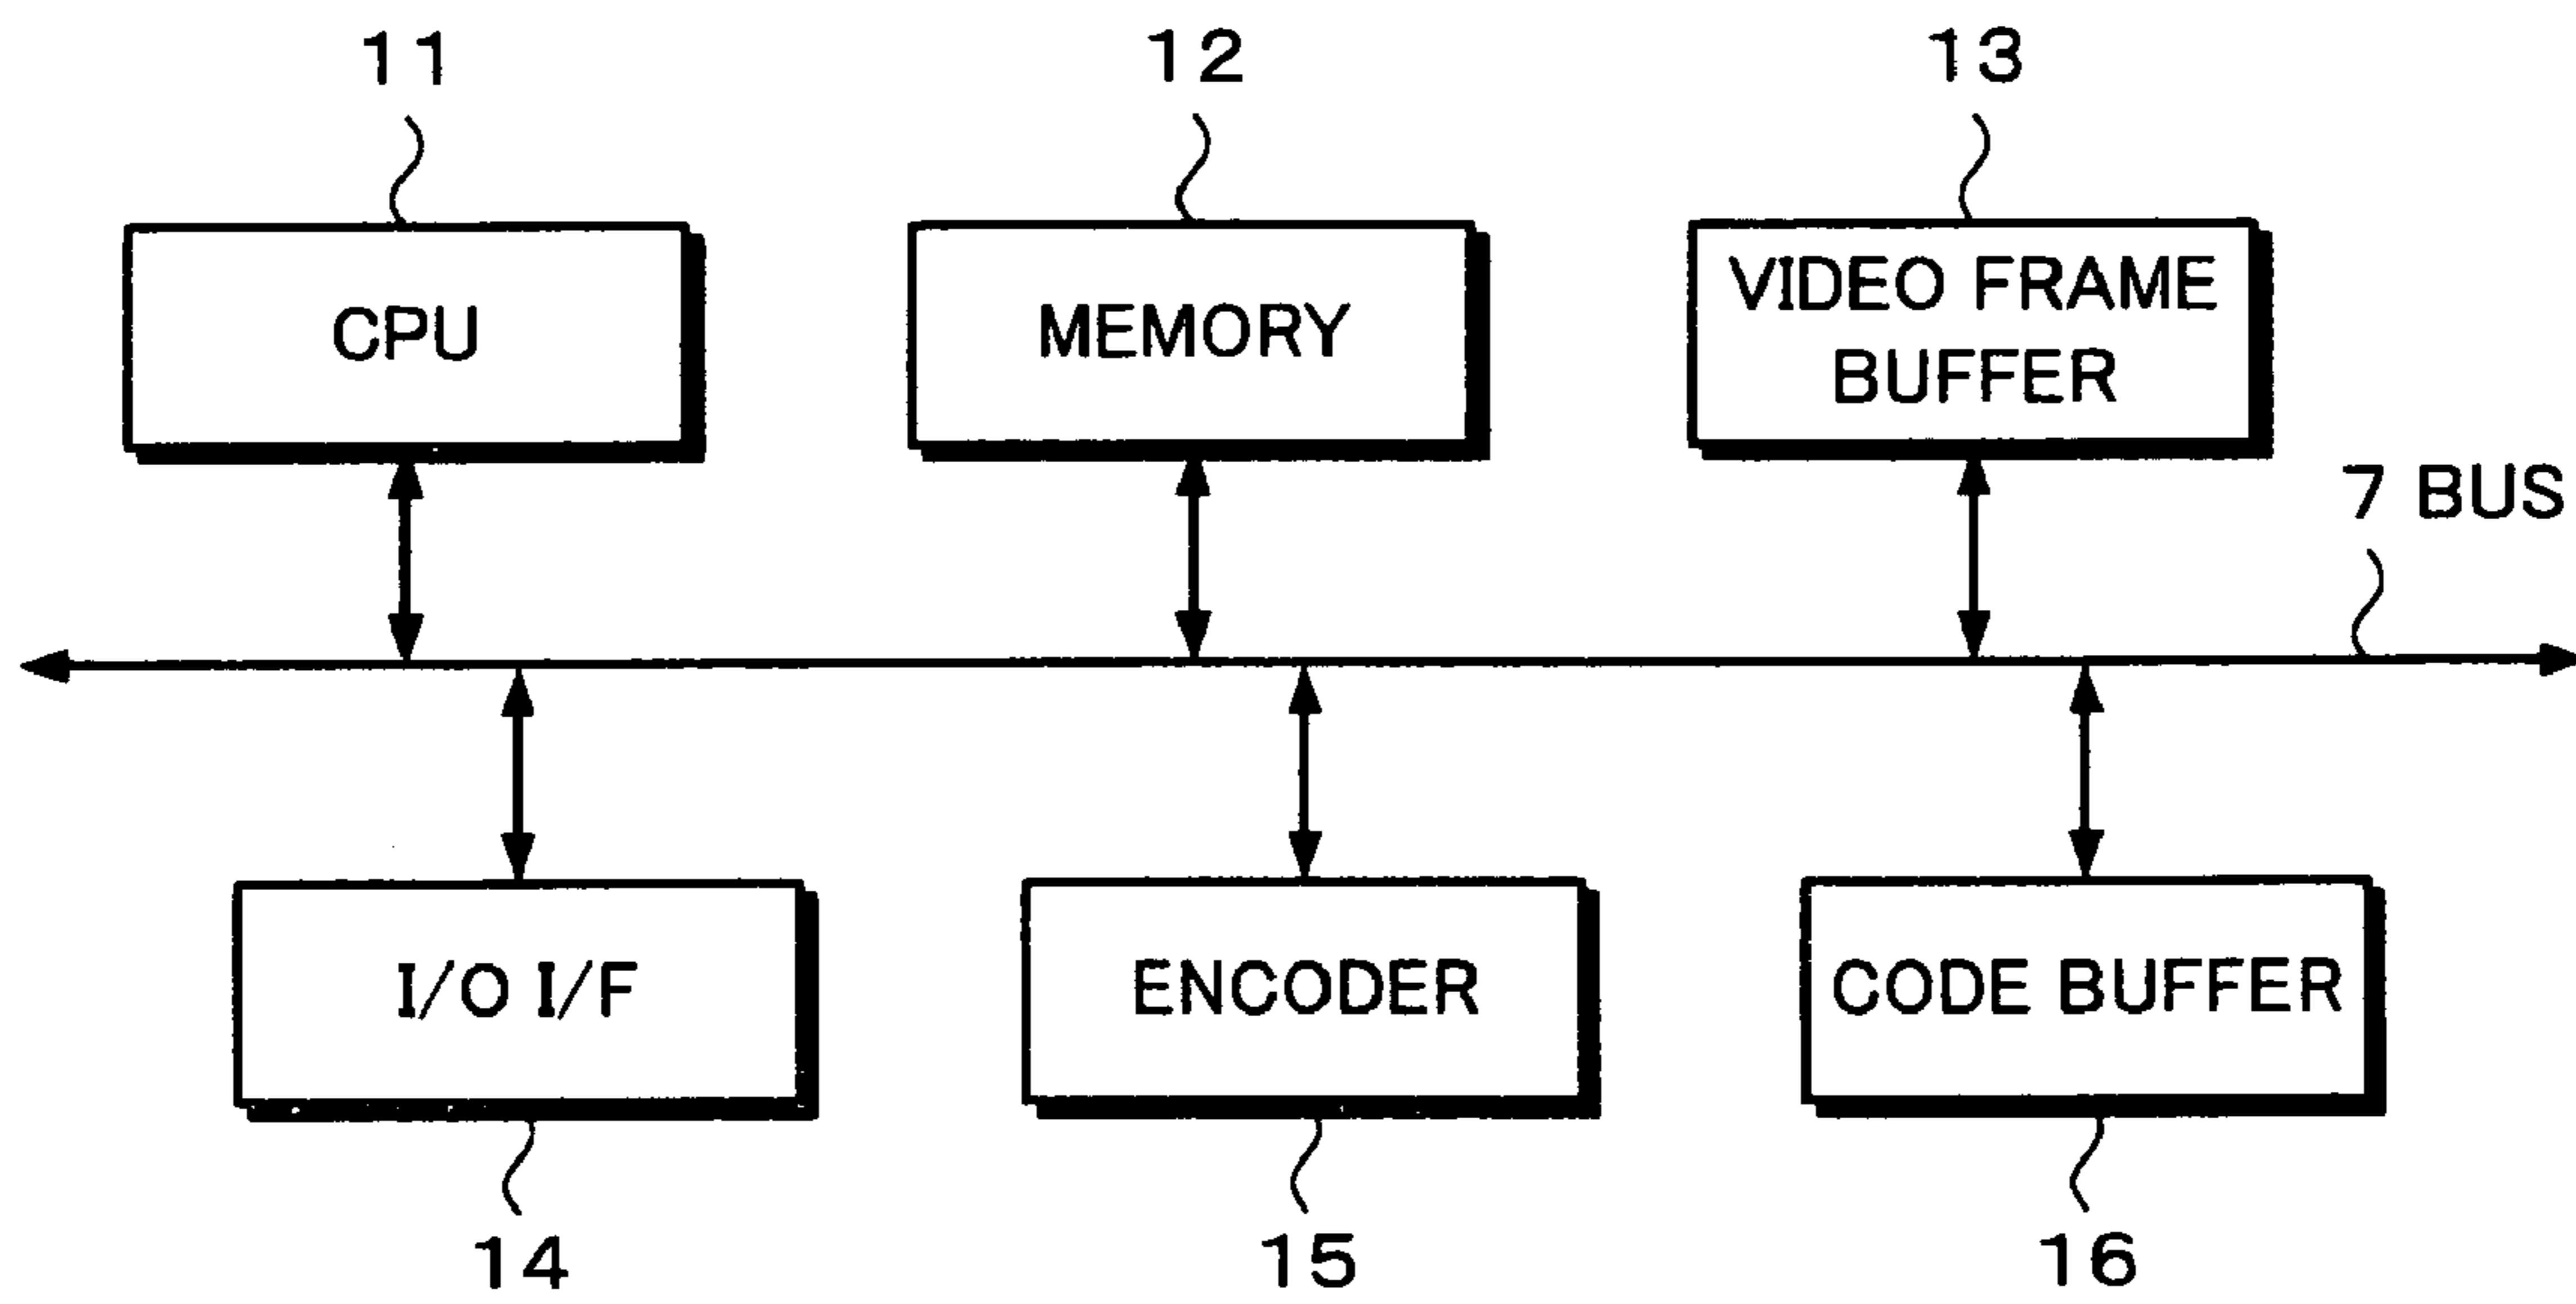 11
12
13
CPU
MEMORY
VIDEO FRAME
BUFFER
7 BUS
I/O I/F
ENCODER
CODE BUFFER
14
15
16